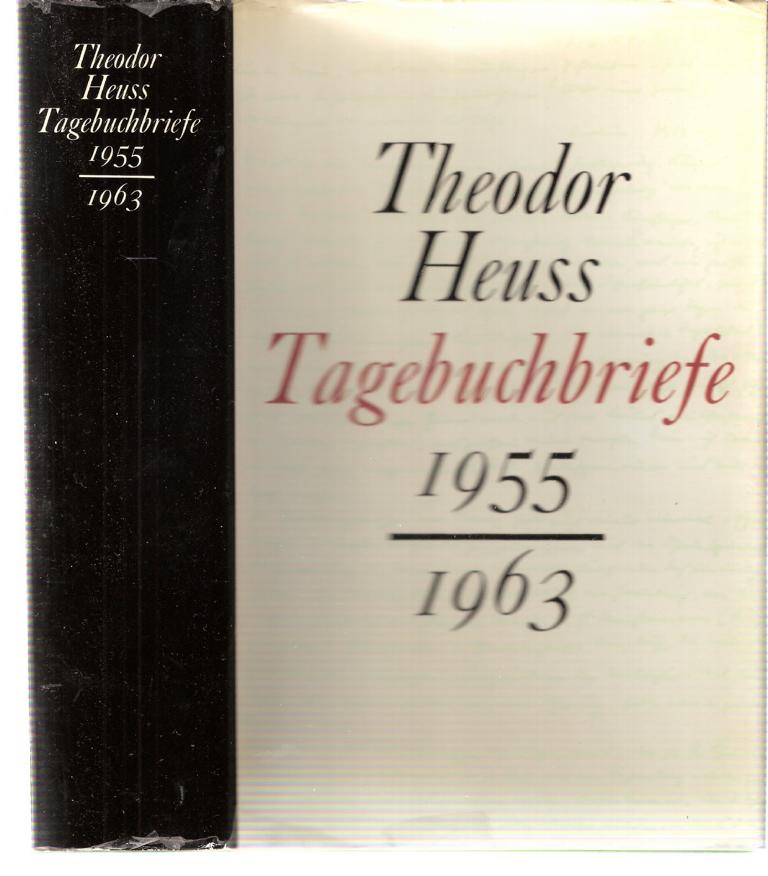 Theodor
Heuss
Tagebuchbriefe
1955
1963
Theodor
Heuss
Tagebuchbriefe
1955
1963